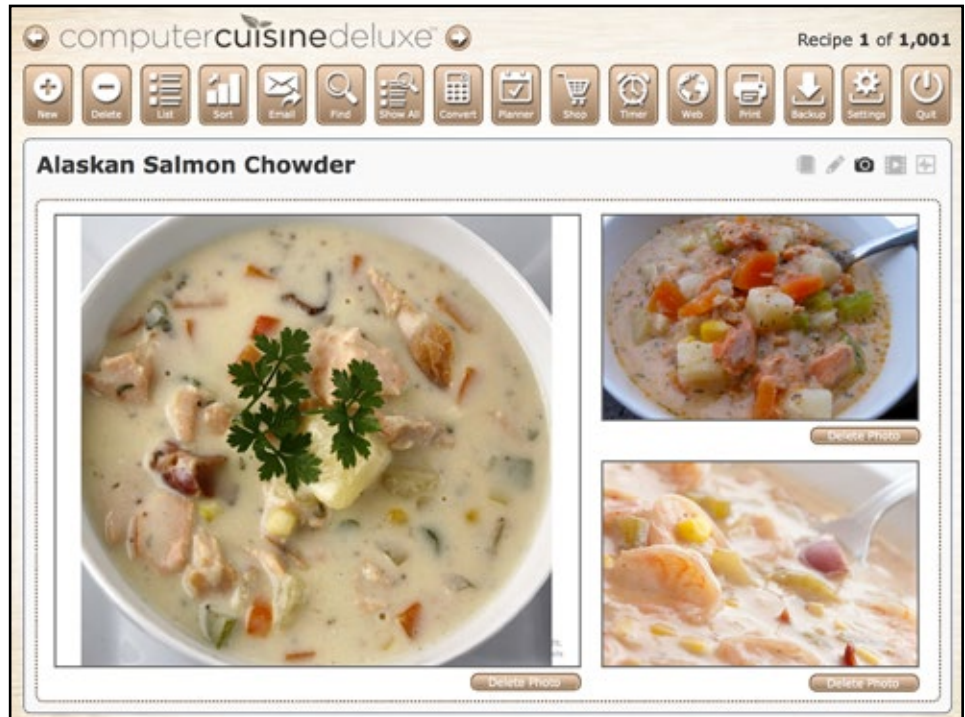 computercuisinedeluxe™
Recipe 1 of 1,001
New Delete List Sort Email Find Show All Convert Planner Shop Timer Web Print Backup Settings Quit
Alaskan Salmon Chowder
Delete Photo
Delete Photo
Delete Photo